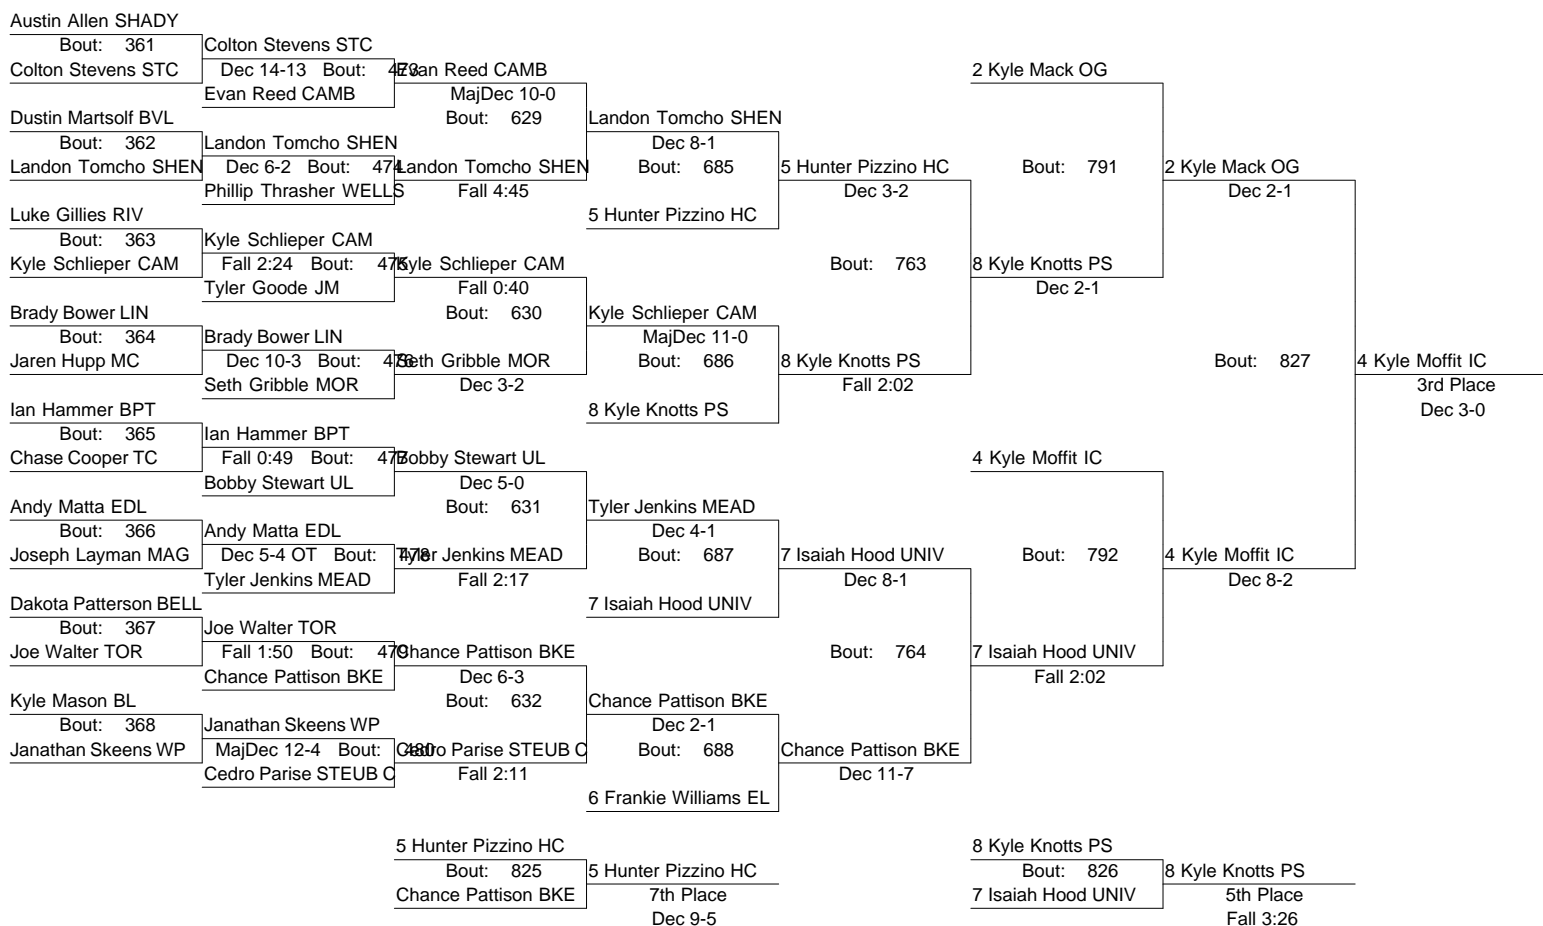 Austin Allen SHADY
Bout: 361
Colton Stevens STC
Dustin Martsolf BVL
Bout: 362
Landon Tomcho SHEN
Luke Gillies RIV
Bout: 363
Kyle Schlieper CAM
Brady Bower LIN
Bout: 364
Jaren Hupp MC
Ian Hammer BPT
Bout: 365
Chase Cooper TC
Andy Matta EDL
Bout: 366
Joseph Layman MAG
Dakota Patterson BELL
Bout: 367
Joe Walter TOR
Kyle Mason BL
Bout: 368
Janathan Skeens WP
Colton Stevens STC
Dec 14-13 Bout: 473
Evan Reed CAMB
Landon Tomcho SHEN
Dec 6-2 Bout: 474
Phillip Thrasher WELLS
Kyle Schlieper CAM
Fall 2:24 Bout: 475
Tyler Goode JM
Brady Bower LIN
Dec 10-3 Bout: 476
Seth Gribble MOR
Ian Hammer BPT
Fall 0:49 Bout: 477
Bobby Stewart UL
Andy Matta EDL
Dec 5-4 OT Bout: 478
Tyler Jenkins MEAD
Joe Walter TOR
Fall 1:50 Bout: 479
Chance Pattison BKE
Janathan Skeens WP
MajDec 12-4 Bout: 480
Cedro Parise STEUB C
Evan Reed CAMB
MajDec 10-0
Bout: 629
Landon Tomcho SHEN
Fall 4:45
Kyle Schlieper CAM
Fall 0:40
Bout: 630
Seth Gribble MOR
Dec 3-2
Bobby Stewart UL
Dec 5-0
Bout: 631
Tyler Jenkins MEAD
Fall 2:17
Chance Pattison BKE
Dec 6-3
Bout: 632
Cedro Parise STEUB C
Fall 2:11
Landon Tomcho SHEN
Dec 8-1
Bout: 685
5 Hunter Pizzino HC
Kyle Schlieper CAM
MajDec 11-0
Bout: 686
8 Kyle Knotts PS
Tyler Jenkins MEAD
Dec 4-1
Bout: 687
7 Isaiah Hood UNIV
Chance Pattison BKE
Dec 2-1
Bout: 688
6 Frankie Williams EL
5 Hunter Pizzino HC
Dec 3-2
Bout: 763
8 Kyle Knotts PS
Fall 2:02
7 Isaiah Hood UNIV
Dec 8-1
Bout: 764
Chance Pattison BKE
Dec 11-7
2 Kyle Mack OG
Bout: 791
8 Kyle Knotts PS
Dec 2-1
4 Kyle Moffit IC
Bout: 792
7 Isaiah Hood UNIV
Fall 2:02
2 Kyle Mack OG
Dec 2-1
Bout: 827
4 Kyle Moffit IC
Dec 8-2
4 Kyle Moffit IC
3rd Place
Dec 3-0
5 Hunter Pizzino HC
Bout: 825
Chance Pattison BKE
5 Hunter Pizzino HC
7th Place
Dec 9-5
8 Kyle Knotts PS
Bout: 826
7 Isaiah Hood UNIV
8 Kyle Knotts PS
5th Place
Fall 3:26